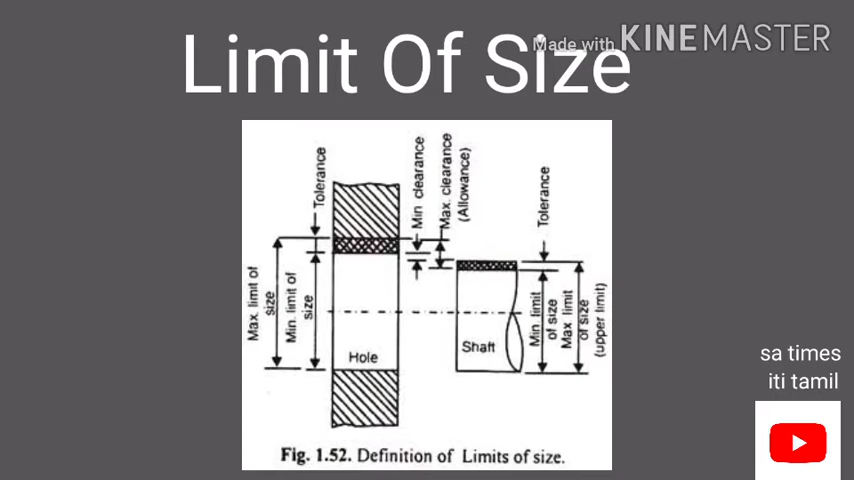 Limit Of Size
Made with KINEMASTER
Tolerance
Min clearance
Max. clearance
(Allowance)
Tolerance
Max. limit of
size
Min. limit of
size
Hole
Shaft
Min limit
of size
Max limit
of size
(upper limit)
Fig. 1.52. Definition of Limits of size.
sa times
iti tamil